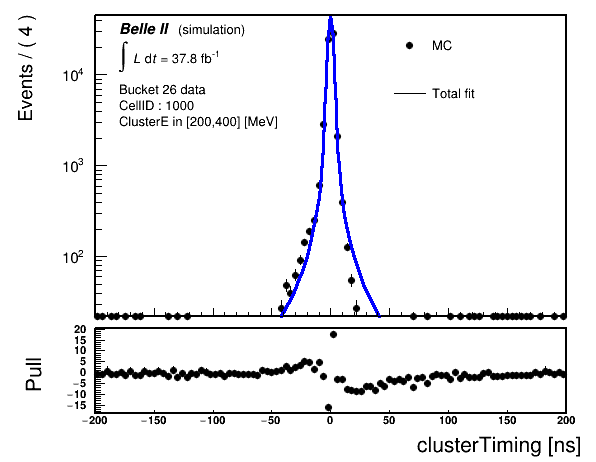 Belle II (simulation)
∫ L dt = 37.8 fb⁻¹
Bucket 26 data
CellID : 1000
ClusterE in [200,400] [MeV]
MC
Total fit
Events / ( 4 )
10⁴
10³
10²
Pull
20
15
10
5
0
−5
−10
−15
−200 −150 −100 −50 0 50 100 150 200
clusterTiming [ns]